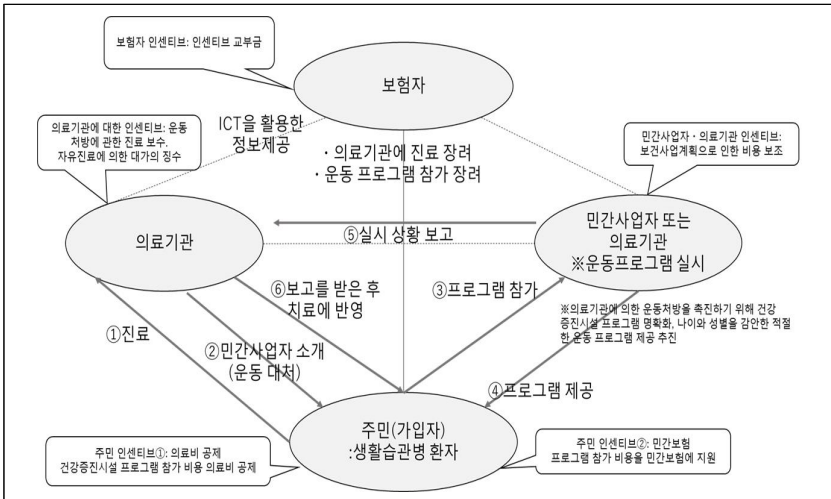 보험자 인센티브: 인센티브 교부금
보험자
의료기관에 대한 인센티브: 운동
처방에 관한 진료 보수,
자유진료에 의한 대가의 징수
ICT을 활용한
정보제공
· 의료기관에 진료 장려
· 운동 프로그램 참가 장려
민간사업자・의료기관 인센티브:
보건사업계획으로 인한 비용 보조
의료기관
⑤실시 상황 보고
민간사업자 또는
의료기관
※운동프로그램 실시
①진료
⑥보고를 받은 후
치료에 반영
③프로그램 참가
※의료기관에 의한 운동처방을 촉진하기 위해 건강
증진시설 프로그램 명확화, 나이와 성별을 감안한 적절
한 운동 프로그램 제공 추진
②민간사업자 소개
(운동 대처)
④프로그램 제공
주민(가입자)
:생활습관병 환자
주민 인센티브①: 의료비 공제
건강증진시설 프로그램 참가 비용 의료비 공제
주민 인센티브②: 민간보험
프로그램 참가 비용을 민간보험에 지원